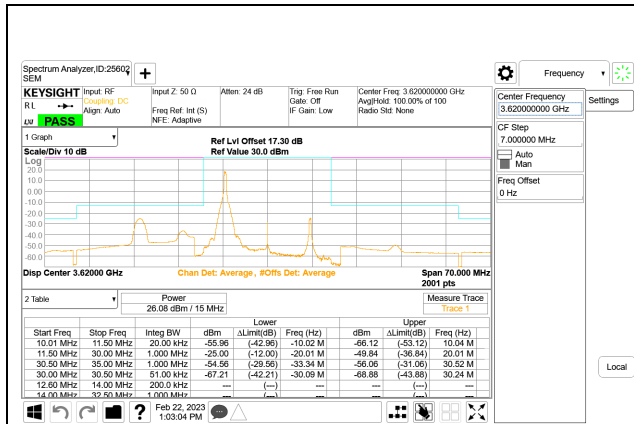 Spectrum Analyzer,ID:25602
SEM
Frequency
KEYSIGHT Input: RF Input Z: 50 Ω Atten: 24 dB Trig: Free Run Center Freq: 3.620000000 GHz
RL Coupling: DC Gate: Off Avg|Hold: 100.00% of 100
Align: Auto Freq Ref: Int (S) IF Gain: Low Radio Std: None
NFE: Adaptive
LXI PASS
Center Frequency
3.620000000 GHz
Settings
CF Step
7.000000 MHz
Auto
Man
Freq Offset
0 Hz
Local
1 Graph
Ref Lvl Offset 17.30 dB
Scale/Div 10 dB Ref Value 30.0 dBm
Log
20.0
10.0
0.00
-10.0
-20.0
-30.0
-40.0
-50.0
-60.0
Disp Center 3.62000 GHz Chan Det: Average , #Offs Det: Average Span 70.000 MHz
2001 pts
2 Table Power Measure Trace
26.08 dBm / 15 MHz Trace 1
Lower Upper
Start Freq Stop Freq Integ BW dBm ΔLimit(dB) Freq (Hz) dBm ΔLimit(dB) Freq (Hz)
10.01 MHz 11.50 MHz 20.00 kHz -55.96 (-42.96) -10.02 M -66.12 (-53.12) 10.04 M
11.50 MHz 30.00 MHz 1.000 MHz -25.00 (-12.00) -20.01 M -49.84 (-36.84) 20.01 M
30.50 MHz 35.00 MHz 1.000 MHz -54.56 (-29.56) -33.34 M -56.06 (-31.06) 30.52 M
30.00 MHz 30.50 MHz 51.00 kHz -67.21 (-42.21) -30.09 M -68.88 (-43.88) 30.24 M
12.60 MHz 14.00 MHz 200.0 kHz --- (---) --- --- (---) ---
14.00 MHz 32.50 MHz 1.000 MHz --- (---) --- --- (---) ---
? Feb 22, 2023
1:03:04 PM